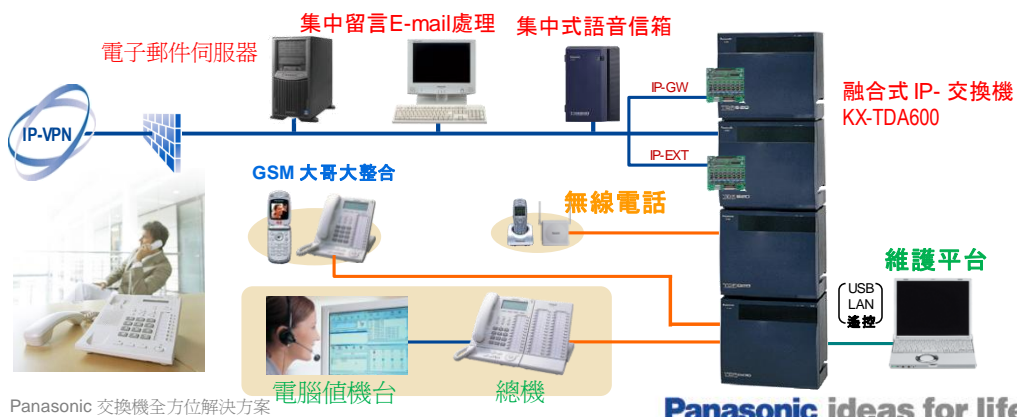 集中留言E-mail處理
集中式語音信箱
電子郵件伺服器
IP-GW
融合式 IP- 交換機
KX-TDA600
IP-VPN
IP-EXT
GSM 大哥大整合
無線電話
維護平台
USB
LAN
遙控
電腦值機台
總機
Panasonic 交換機全方位解決方案
Panasonic ideas for life